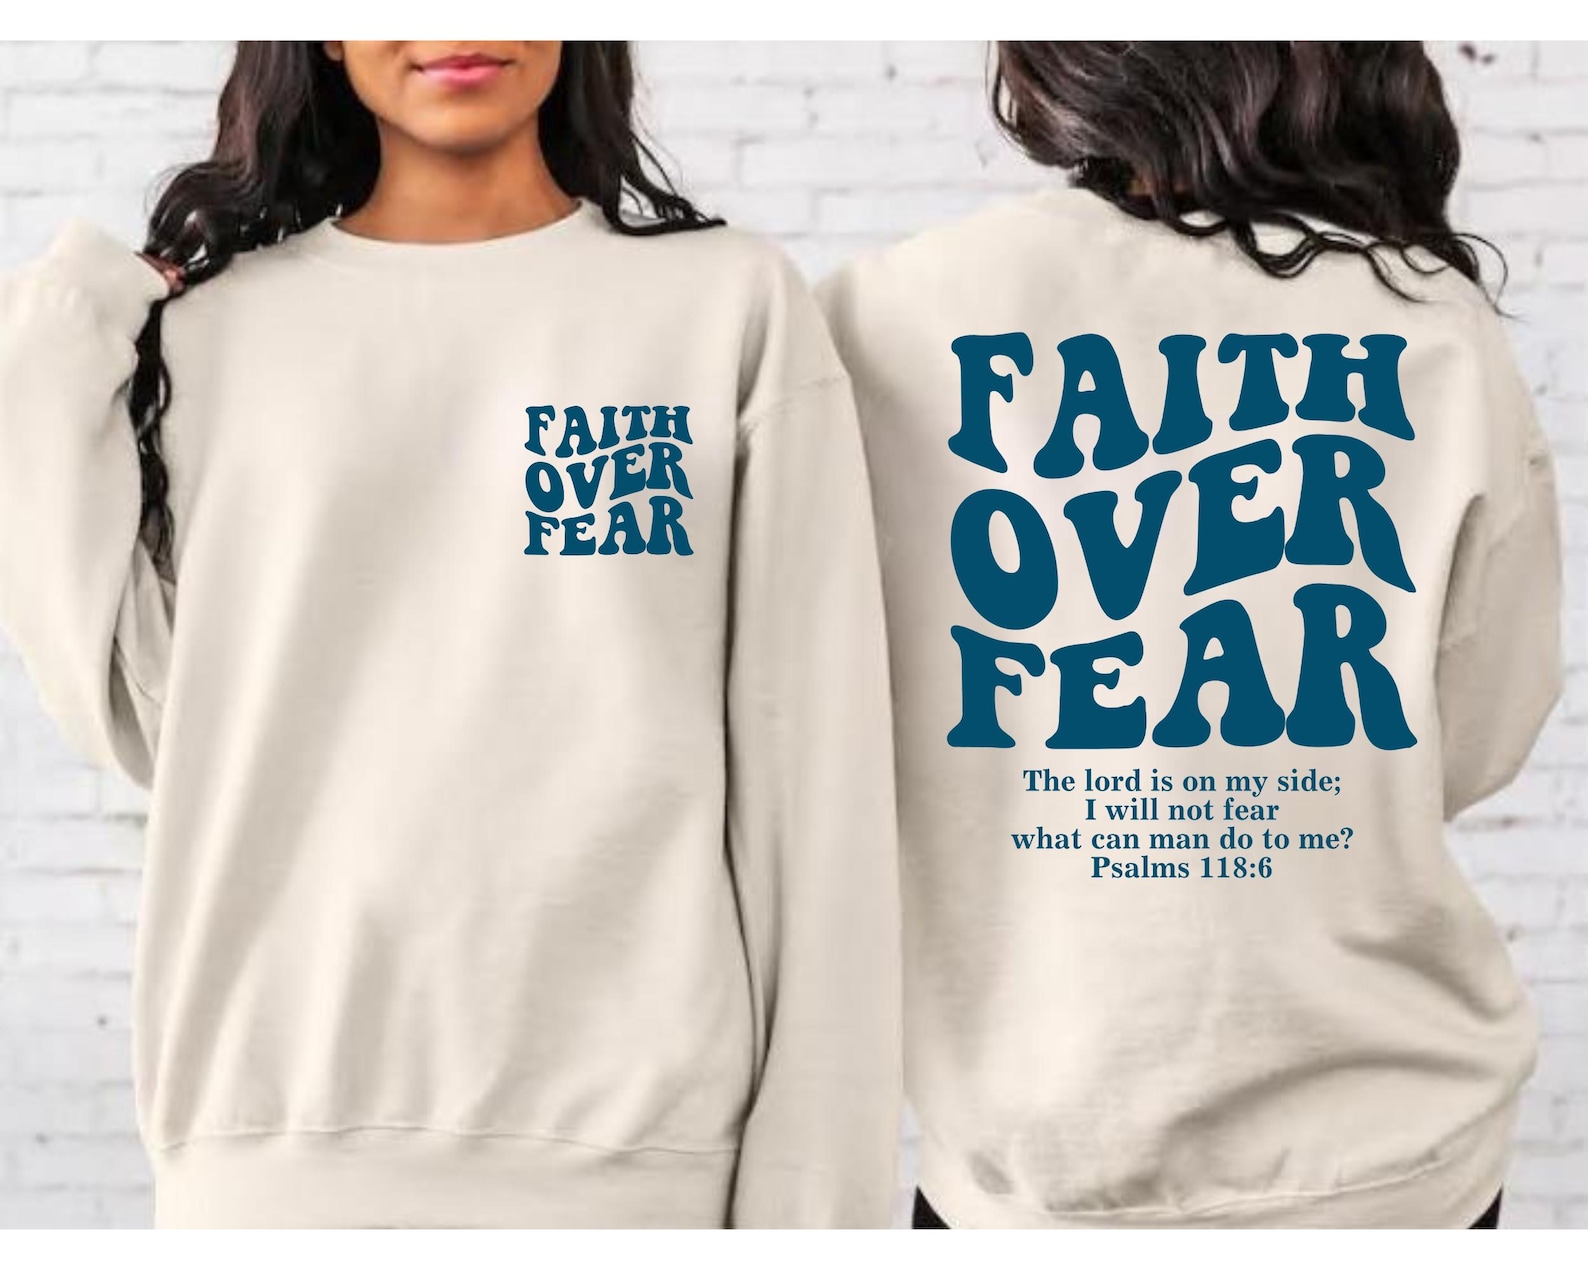 FAITH
OVER
FEAR
FAITH
OVER
FEAR
The lord is on my side;
I will not fear
what can man do to me?
Psalms 118:6